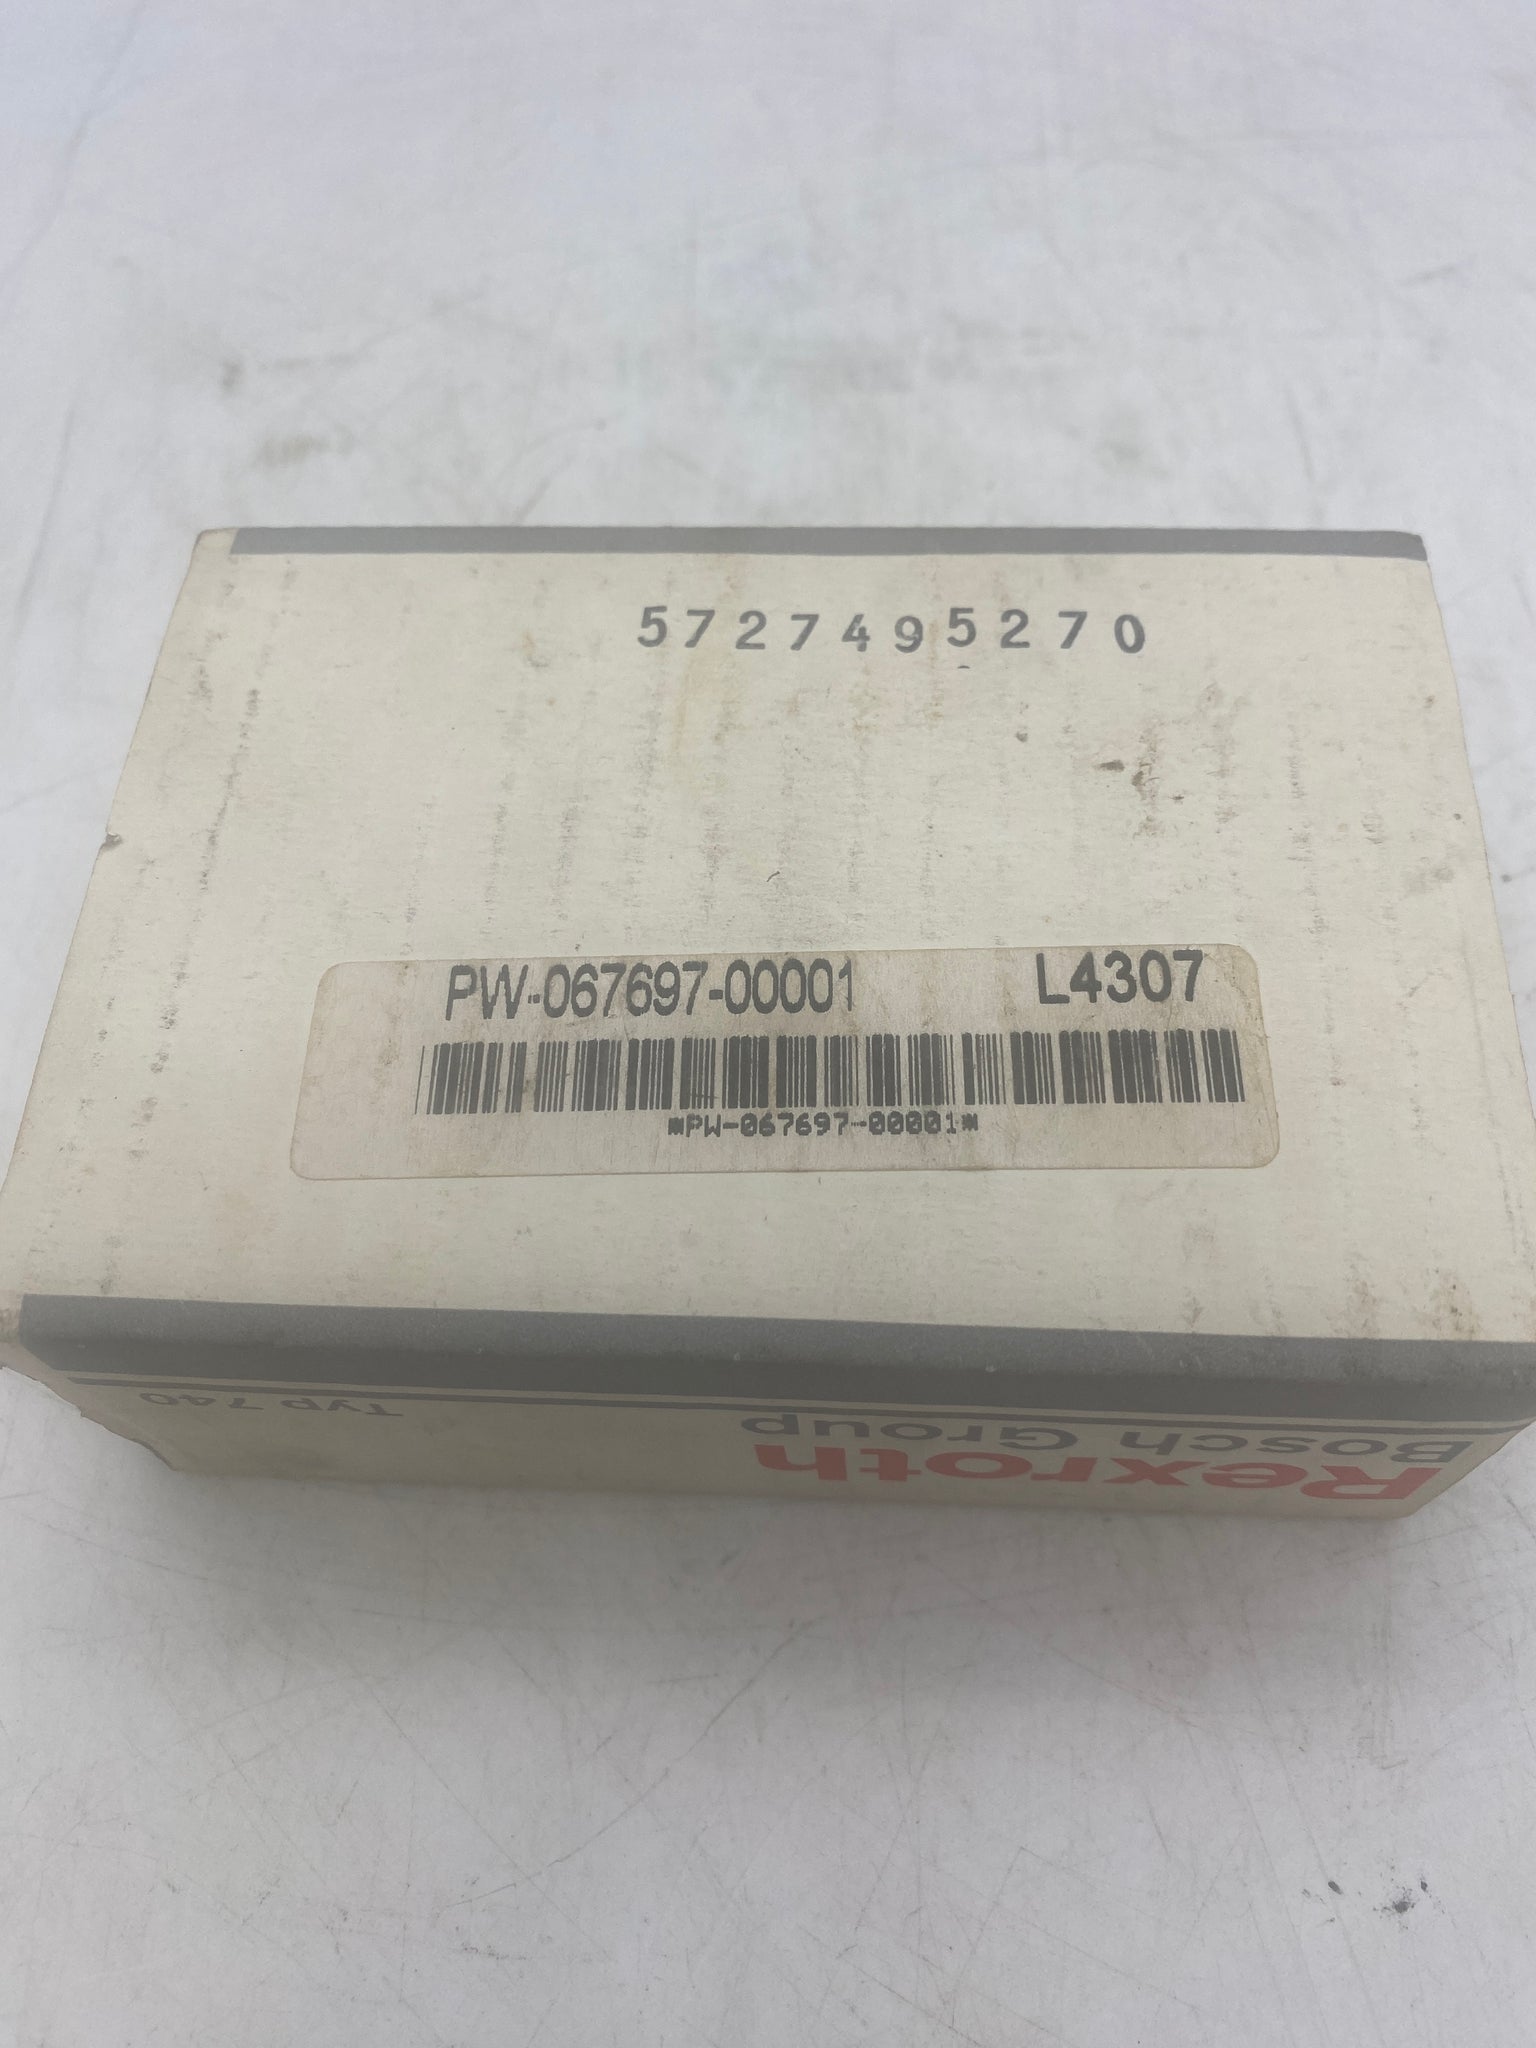 5727495270
PW-067697-00001 L4307
*PW-067697-00001*
Typ 740
Rexroth
Bosch Group